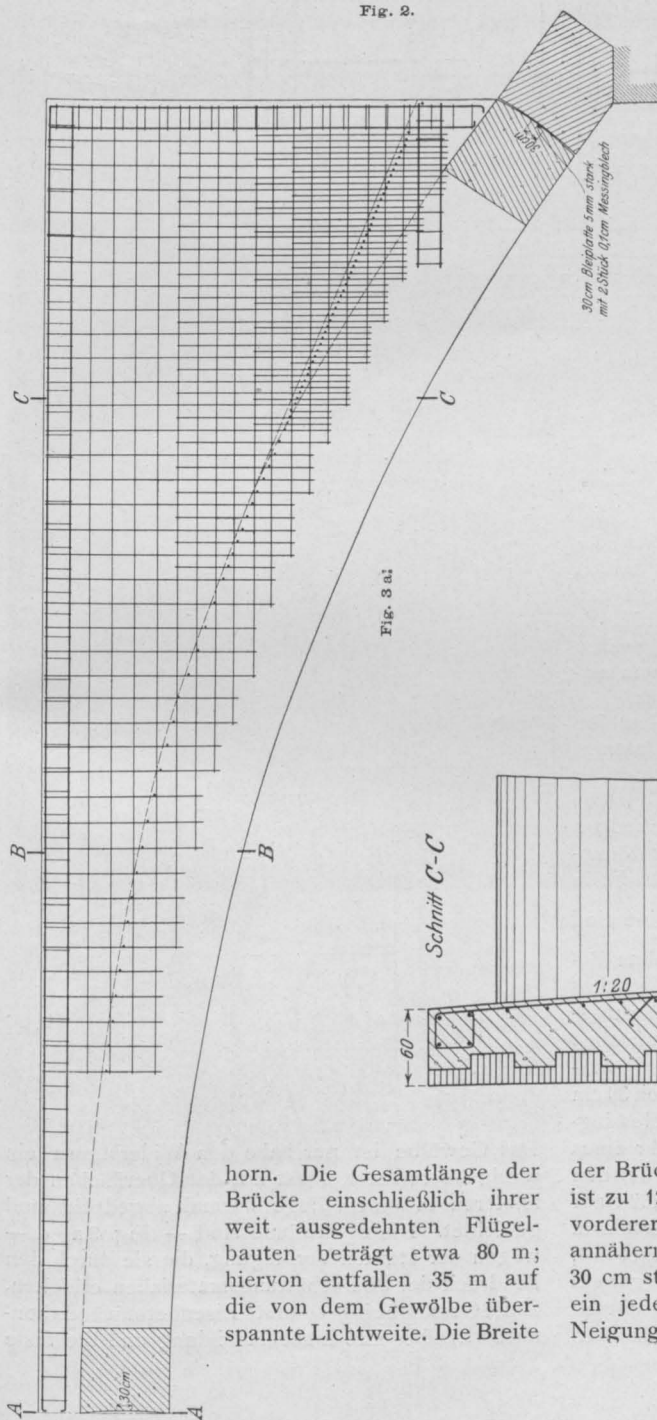 Fig. 2.
30cm
30cm Bleiplatte 5mm stark
mit 2 Stück 0,1cm Messingblech
C
C
Fig. 3 a.
B
B
Schnitt C-C
1:20
60
A
30cm
A
horn. Die Gesamtlänge der
Brücke einschließlich ihrer
weit ausgedehnten Flügel-
bauten beträgt etwa 80 m;
hiervon entfallen 35 m auf
die von dem Gewölbe über-
spannte Lichtweite. Die Breite
der Brüc
ist zu 1
vorderer
annähern
30 cm st
ein jede
Neigung